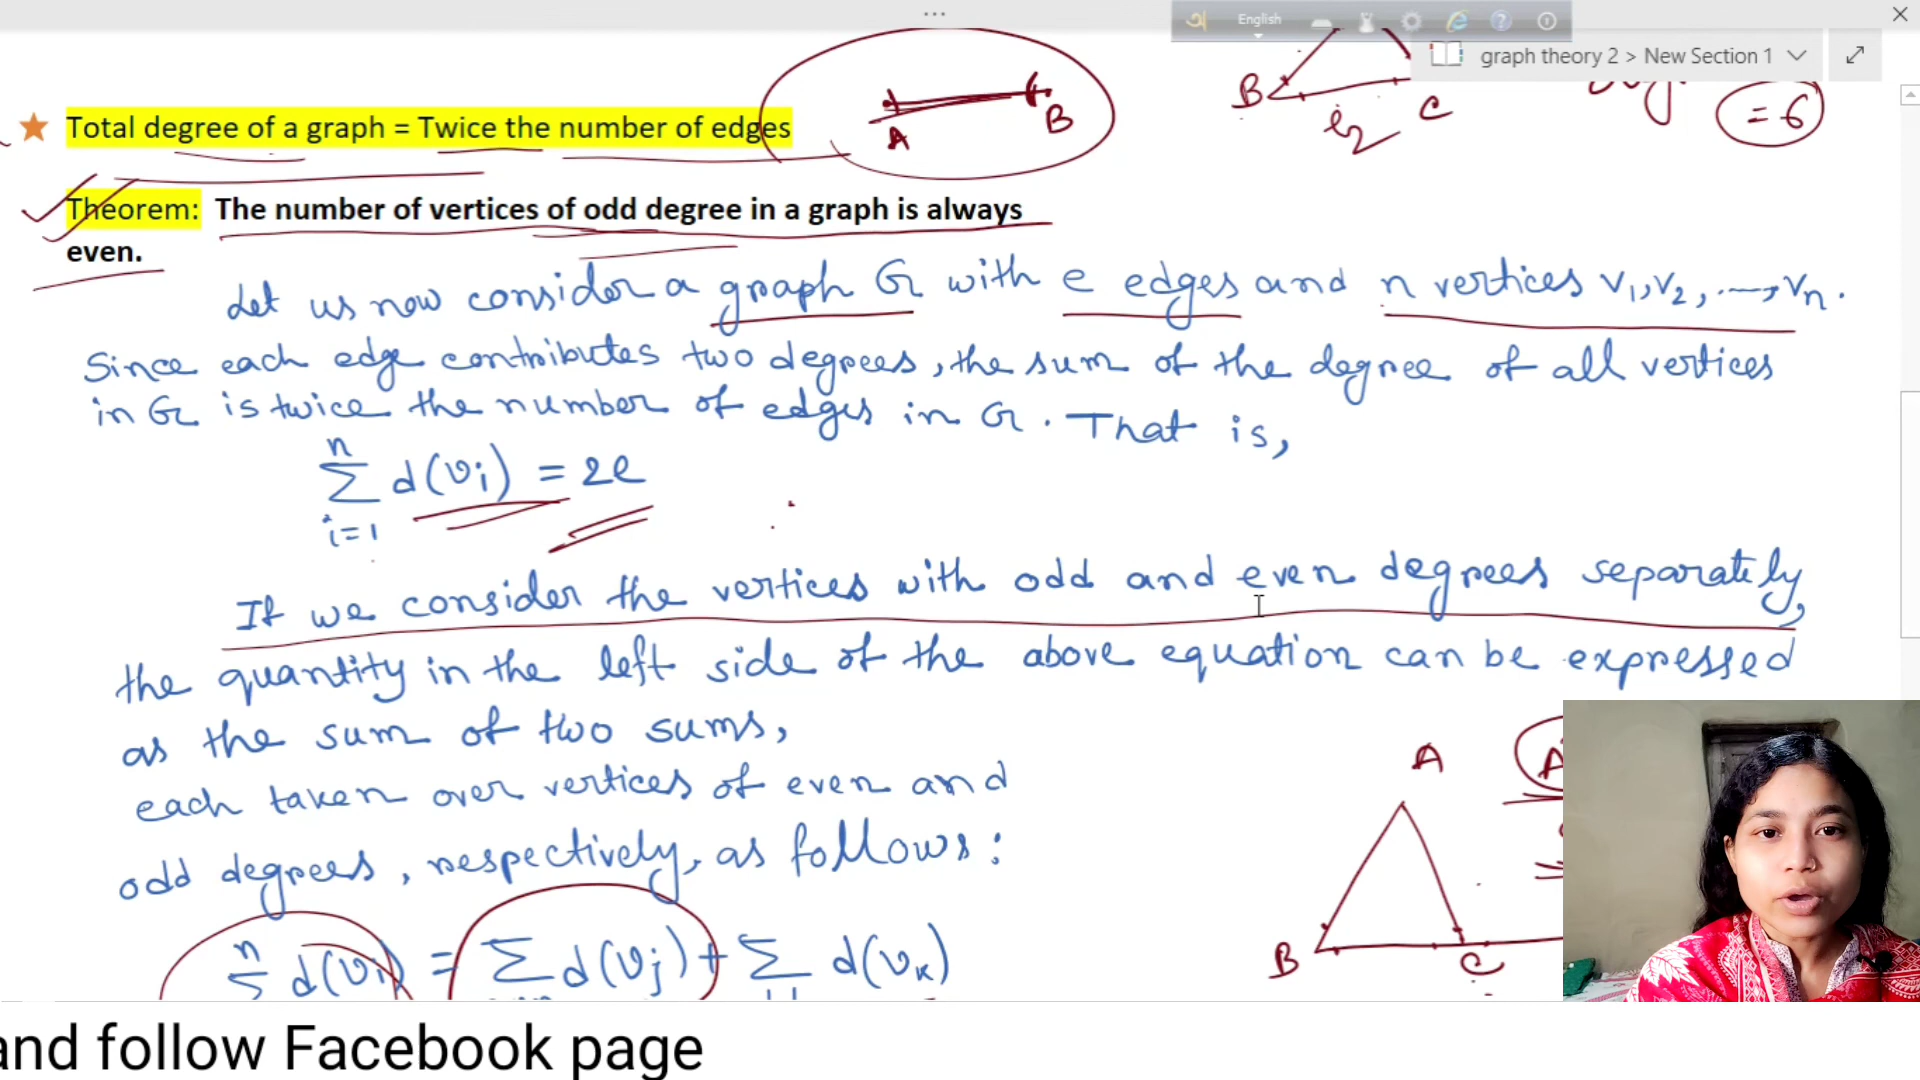 English
graph theory 2 > New Section 1
A
B
B
e2
C
= 6
Total degree of a graph = Twice the number of edges
Theorem: The number of vertices of odd degree in a graph is always
even.
Let us now consider a graph G with e edges and n vertices v1, v2, ..., vn.
Since each edge contributes two degrees, the sum of the degree of all vertices
in G is twice the number of edges in G. That is,
n
Σ d(vi) = 2e
i=1
If we consider the vertices with odd and even degrees separately,
the quantity in the left side of the above equation can be expressed
as the sum of two sums,
each taken over vertices of even and
odd degrees, respectively, as follows:
n
Σ d(vi) = Σ d(vj) + Σ d(vk)
A
A
B
C
and follow Facebook page